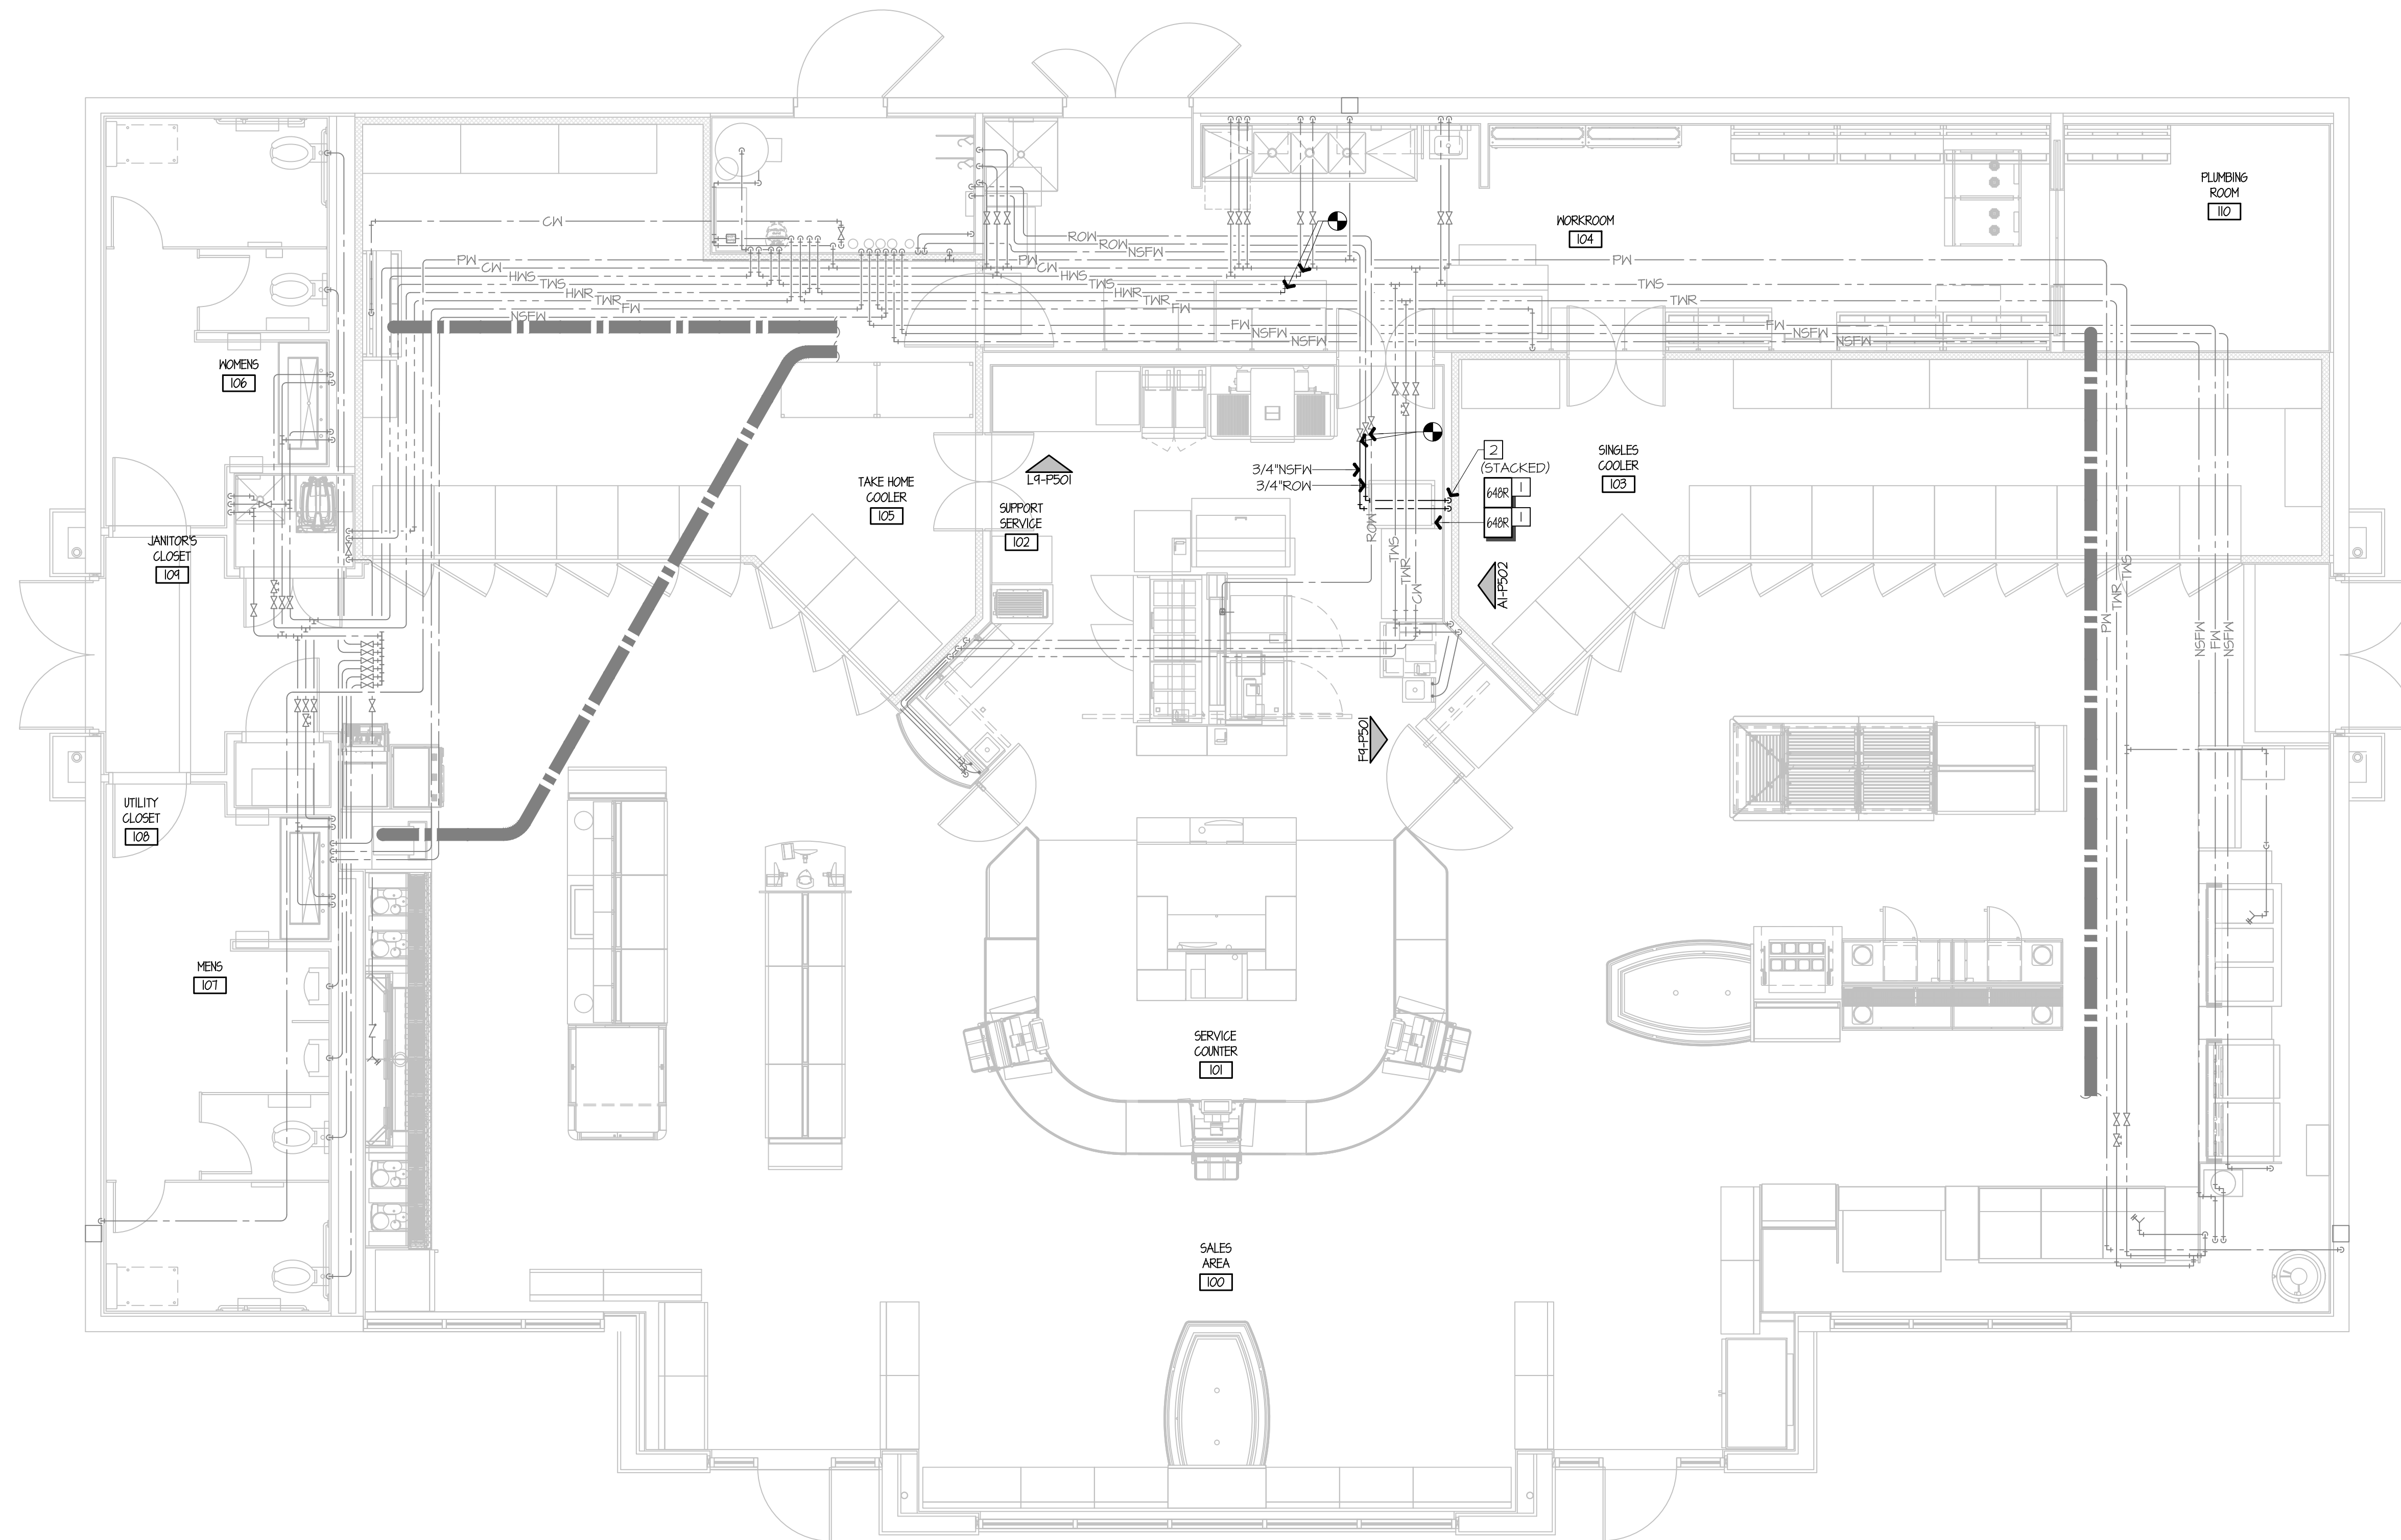 PLUMBING
ROOM
110
WORKROOM
104
CW
ROW
ROW
NSFW
PW
CW
HWS
TWS
HWR
TWR
FW
NSFW
PW
CW
HWS
TWS
HWR
TWR
FW
NSFW
NSFW
PW
TWS
TWR
FW
NSFW
NSFW
WOMENS
106
L9-P501
TAKE HOME
COOLER
105
SUPPORT
SERVICE
102
3/4"NSFW
3/4"ROW
2
(STACKED)
648R
1
648R
1
SINGLES
COOLER
103
ROW
TWS
TWR
CW
A1-P502
JANITOR'S
CLOSET
109
PW
TWR
TWS
NSFW
FW
NSFW
F9-P501
UTILITY
CLOSET
108
MENS
107
SERVICE
COUNTER
101
SALES
AREA
100